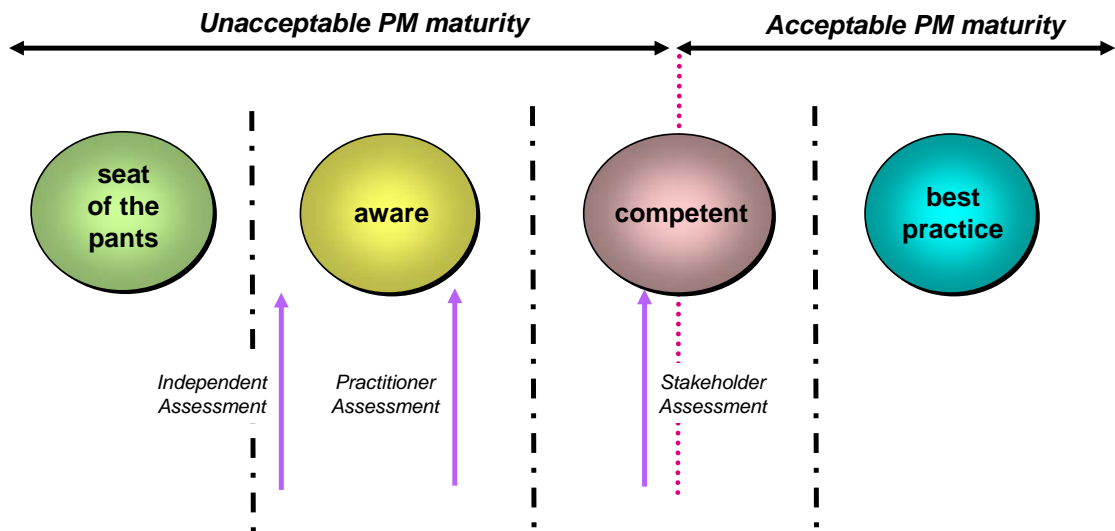 Unacceptable PM maturity
Acceptable PM maturity
seat
of the
pants
aware
competent
best
practice
Independent
Assessment
Practitioner
Assessment
Stakeholder
Assessment